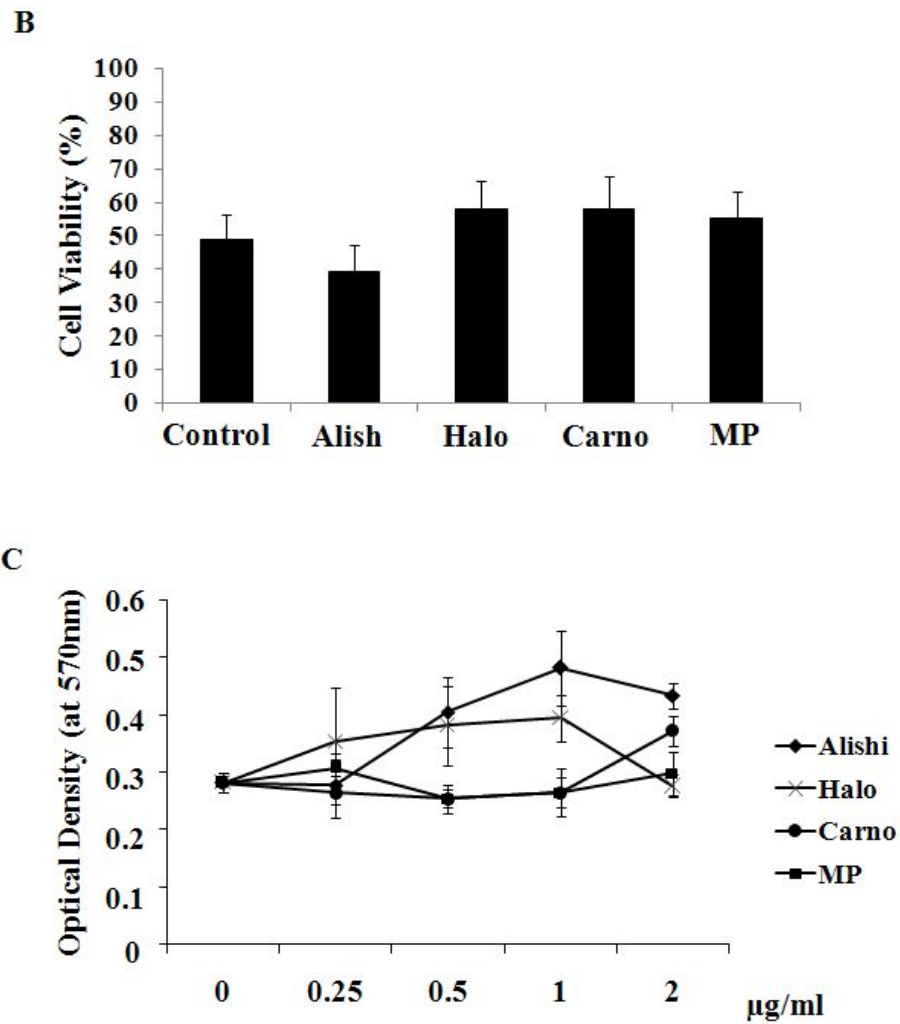 B
Cell Viability (%)
100
90
80
70
60
50
40
30
20
10
0
Control Alish Halo Carno MP
C
Optical Density (at 570nm)
0.6
0.5
0.4
0.3
0.2
0.1
0
0 0.25 0.5 1 2 µg/ml
Alishi
Halo
Carno
MP